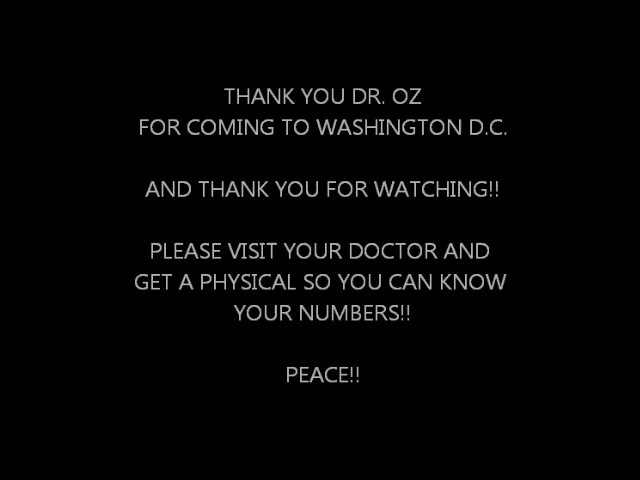 THANK YOU DR. OZ
FOR COMING TO WASHINGTON D.C.
AND THANK YOU FOR WATCHING!!
PLEASE VISIT YOUR DOCTOR AND
GET A PHYSICAL SO YOU CAN KNOW
YOUR NUMBERS!!
PEACE!!